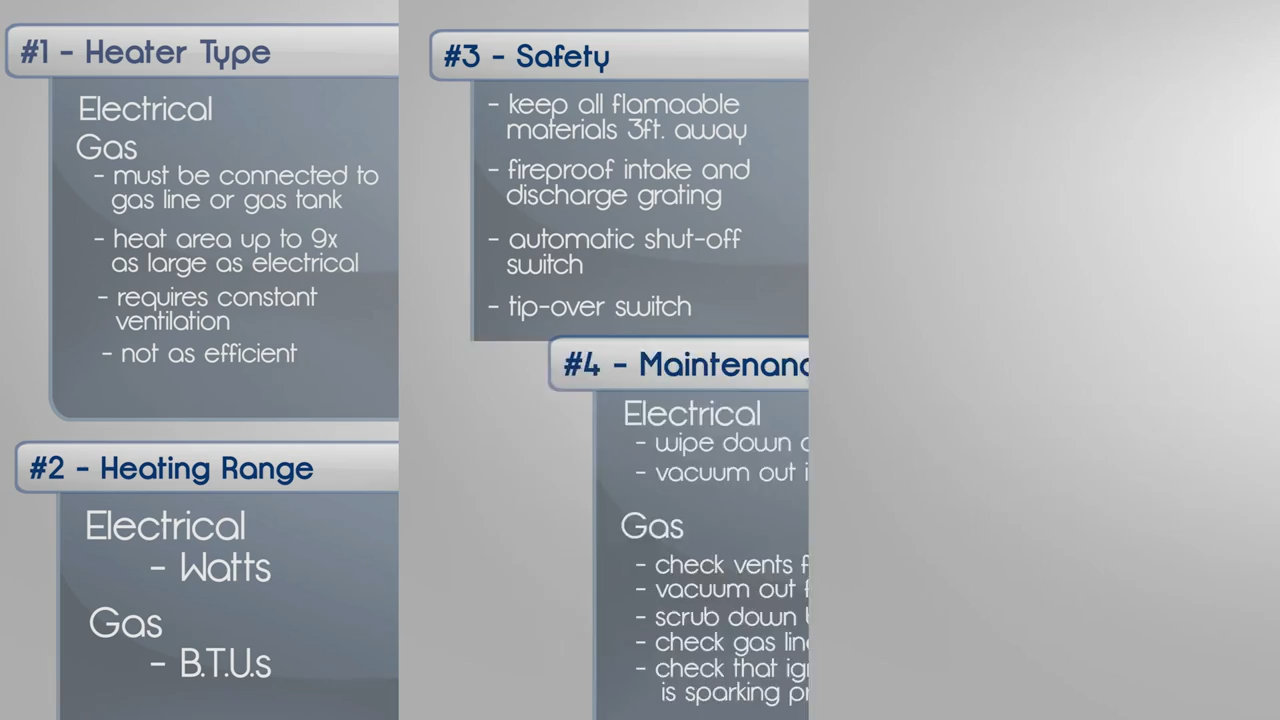 #1 - Heater Type
Electrical
Gas
- must be connected to
gas line or gas tank
- heat area up to 9x
as large as electrical
- requires constant
ventilation
- not as efficient
#2 - Heating Range
Electrical
- Watts
Gas
- B.T.U.s
#3 - Safety
- keep all flamaable
materials 3ft. away
- fireproof intake and
discharge grating
- automatic shut-off
switch
- tip-over switch
#4 - Maintenanc
Electrical
- wipe down
- vacuum out
Gas
- check vents
- vacuum out
- scrub down
- check gas line
- check that
is sparking